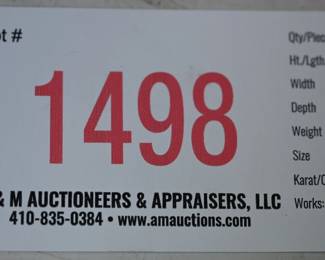 ot #
1498
& M AUCTIONEERS & APPRAISERS, LLC
410-835-0384 • www.amauctions.com
Qty/Piec
Ht./Lgth
Width
Depth
Weight
Size
Karat/C
Works: